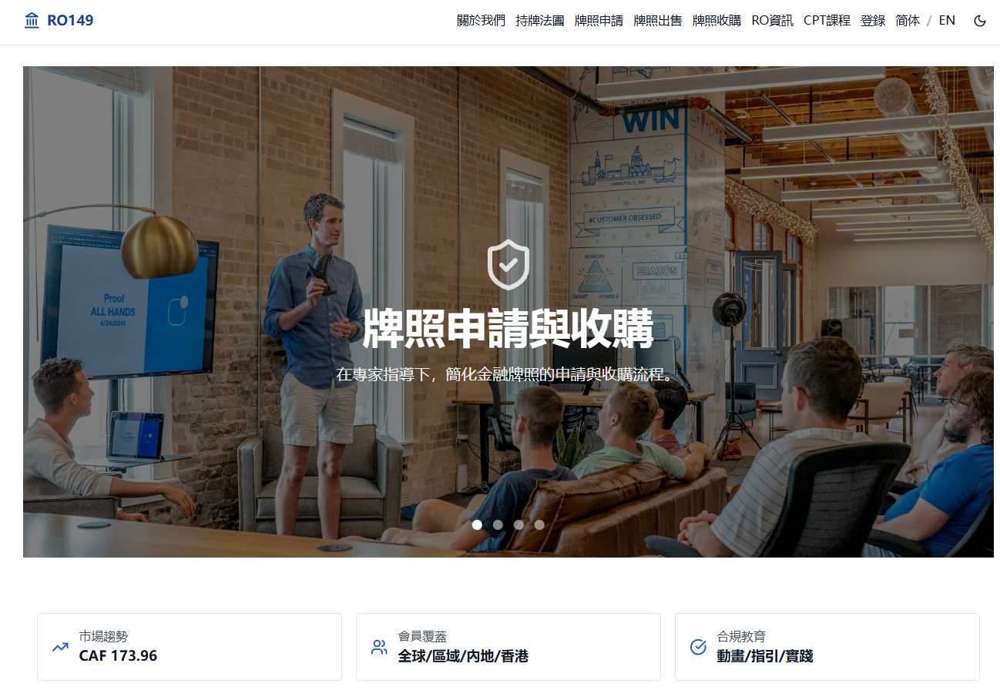 RO149
關於我們 持牌法團 牌照申請 牌照出售 牌照收購 RO資訊 CPT課程 登錄 简体 / EN
WIN
ANNAPOLIS, MD
#CUSTOMER OBSESSED
HUNGRY
YOU
SMART HUMBLE
BRAZOS
Proof
ALL HANDS
4/24/2019
牌照申請與收購
在專家指導下，簡化金融牌照的申請與收購流程。
市場趨勢
CAF 173.96
會員覆蓋
全球/區域/內地/香港
合規教育
動畫/指引/實踐